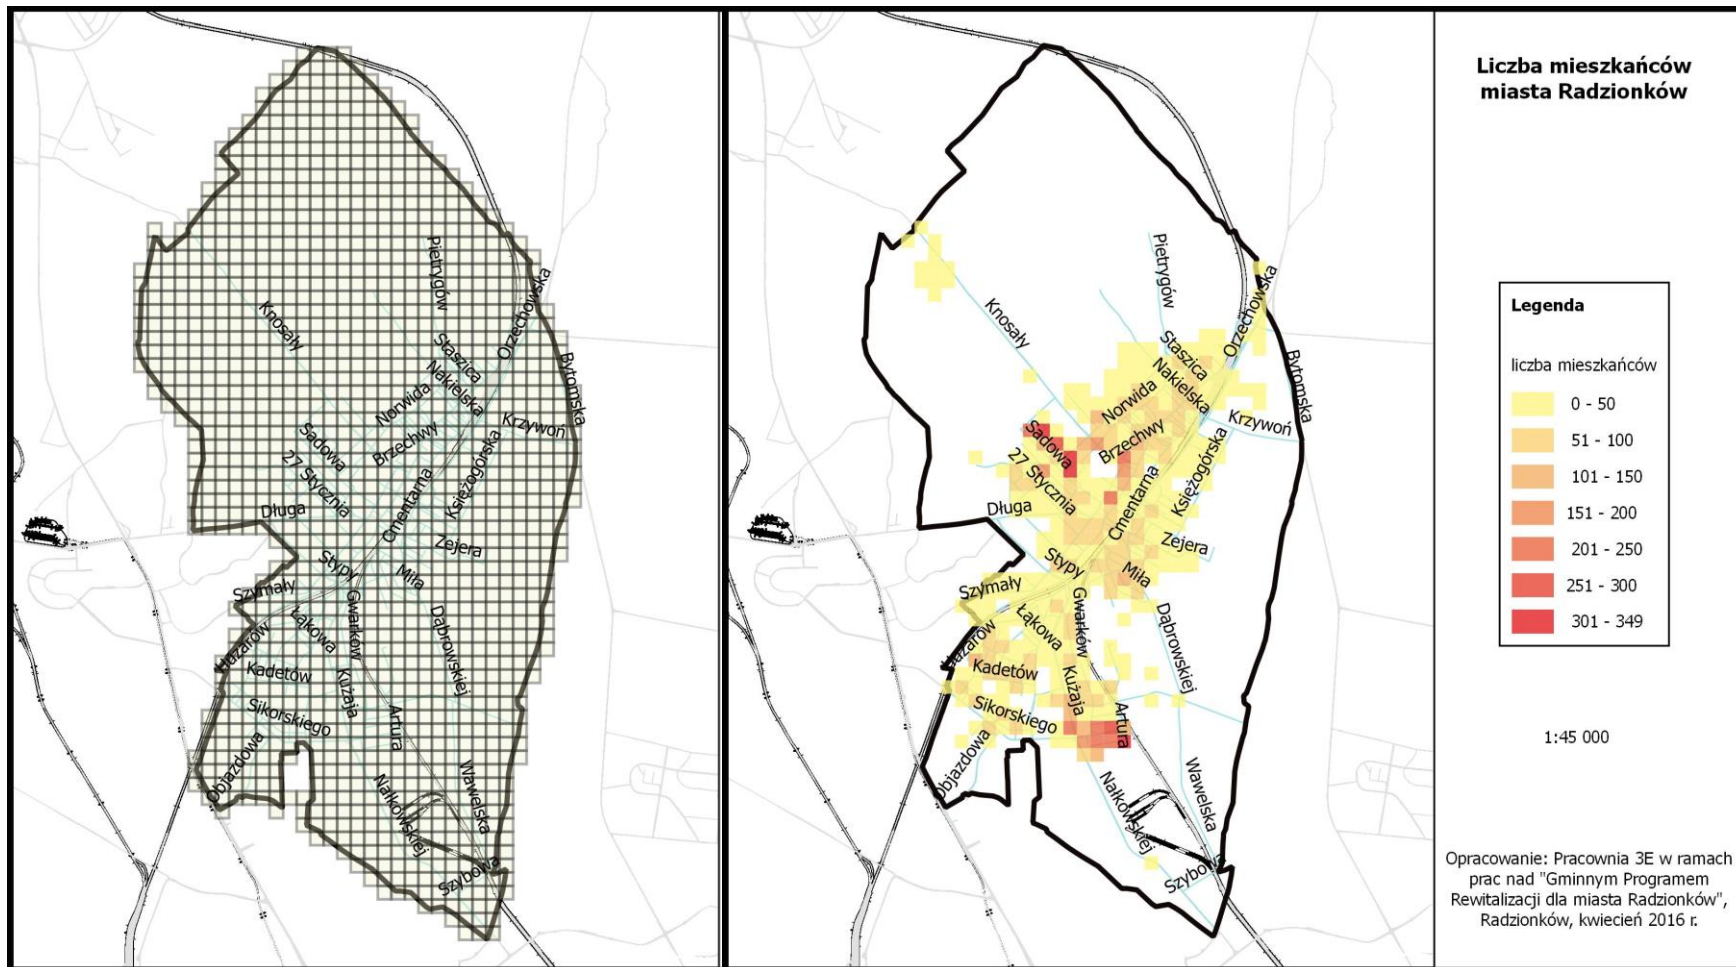 Pietrygów
Orzechowska
Knosały
Staszica
Nakielska
Bytomska
Norwida
Krzywoń
Brzechwy
Sadowa
Księżogórska
27 Stycznia
Cmentarna
Długa
Zejera
Stypy
Miła
Szymały
Gwarków
Łąkowa
Dąbrowskiej
Huzarów
Kadetów
Kużaja
Sikorskiego
Artura
Objazdowa
Wawelska
Nałkowskiej
Szybowa
Pietrygów
Orzechowska
Knosały
Staszica
Nakielska
Bytomska
Norwida
Krzywoń
Brzechwy
Sadowa
Księżogórska
27 Stycznia
Cmentarna
Długa
Zejera
Stypy
Miła
Szymały
Gwarków
Łąkowa
Dąbrowskiej
Huzarów
Kadetów
Kużaja
Sikorskiego
Artura
Objazdowa
Wawelska
Nałkowskiej
Szybowa
Liczba mieszkańców
miasta Radzionków
Legenda
liczba mieszkańców
0 - 50
51 - 100
101 - 150
151 - 200
201 - 250
251 - 300
301 - 349
1:45 000
Opracowanie: Pracownia 3E w ramach
prac nad "Gminnym Programem
Rewitalizacji dla miasta Radzionków",
Radzionków, kwiecień 2016 r.